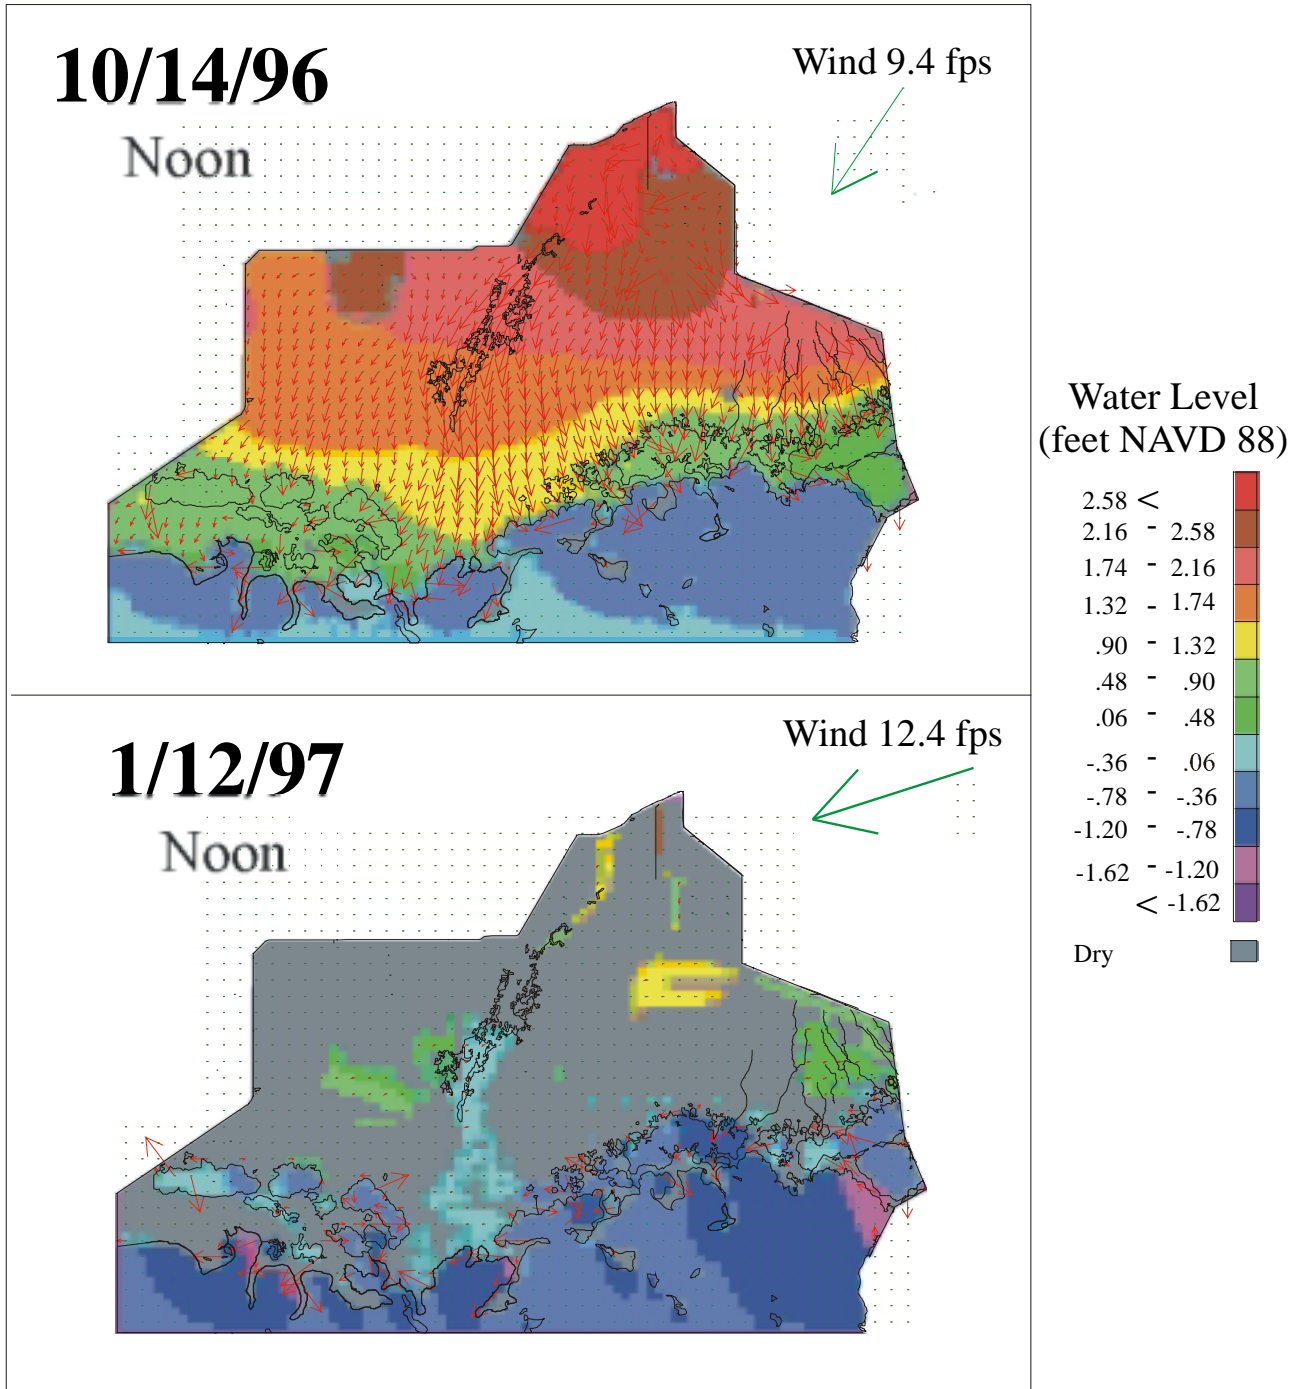 10/14/96
Noon
Wind 9.4 fps
1/12/97
Noon
Wind 12.4 fps
Water Level
(feet NAVD 88)
2.58 <
2.16 - 2.58
1.74 - 2.16
1.32 - 1.74
.90 - 1.32
.48 - .90
.06 - .48
-.36 - .06
-.78 - -.36
-1.20 - -.78
-1.62 - -1.20
< -1.62
Dry